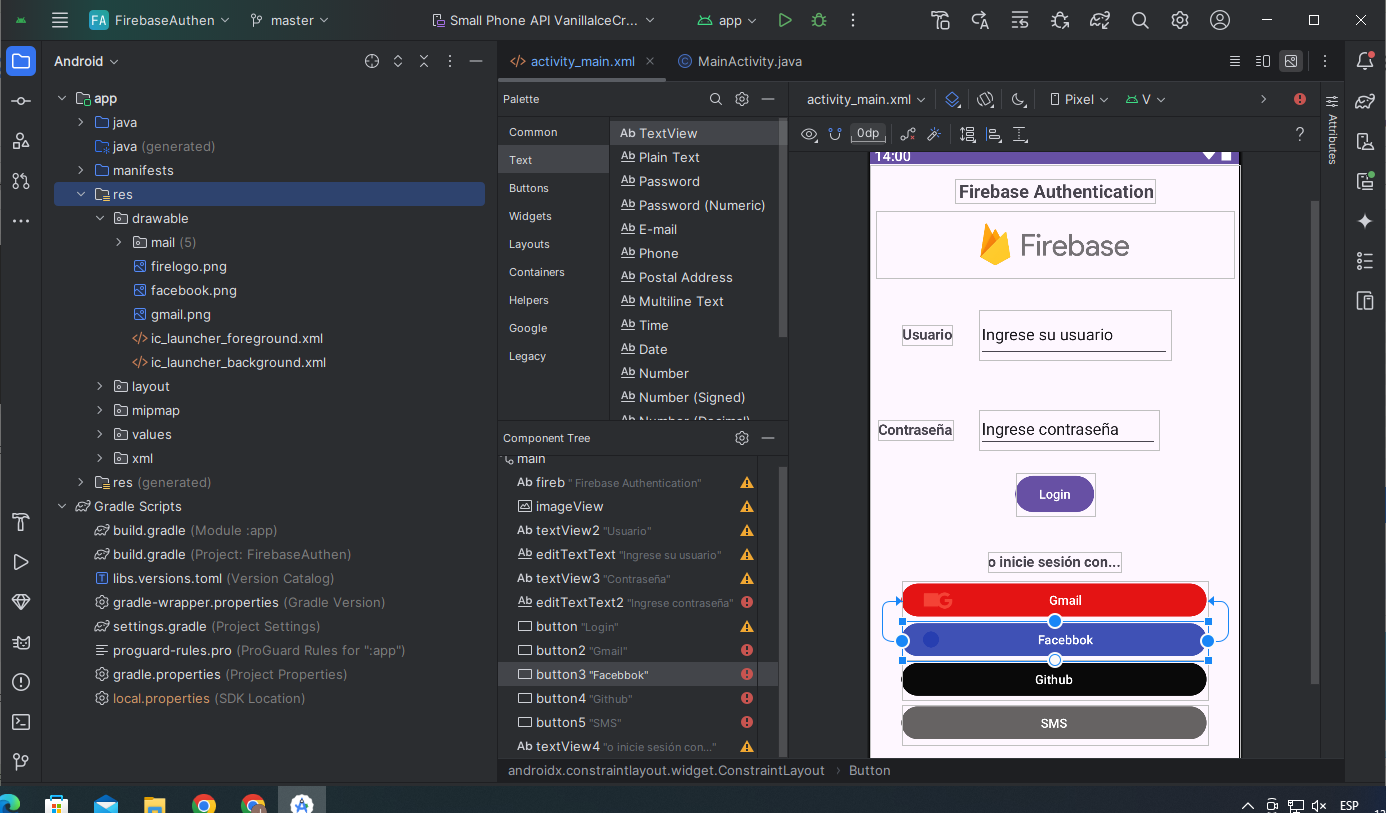 FA FirebaseAuthen master Small Phone API VanillaIceCr... app
Android
app
java
java (generated)
manifests
res
drawable
mail (5)
firelogo.png
facebook.png
gmail.png
ic_launcher_foreground.xml
ic_launcher_background.xml
layout
mipmap
values
xml
res (generated)
Gradle Scripts
build.gradle (Module :app)
build.gradle (Project: FirebaseAuthen)
libs.versions.toml (Version Catalog)
gradle-wrapper.properties (Gradle Version)
settings.gradle (Project Settings)
proguard-rules.pro (ProGuard Rules for ":app")
gradle.properties (Project Properties)
local.properties (SDK Location)
activity_main.xml MainActivity.java
Palette
Common
Text
Buttons
Widgets
Layouts
Containers
Helpers
Google
Legacy
Ab TextView
Ab Plain Text
Ab Password
Ab Password (Numeric)
Ab E-mail
Ab Phone
Ab Postal Address
Ab Multiline Text
Ab Time
Ab Date
Ab Number
Ab Number (Signed)
Ab Number (Decimal)
Component Tree
main
Ab fireb " Firebase Authentication"
imageView
Ab textView2 "Usuario"
Ab editTextText "Ingrese su usuario"
Ab textView3 "Contraseña"
Ab editTextText2 "Ingrese contraseña"
button "Login"
button2 "Gmail"
button3 "Facebbok"
button4 "Github"
button5 "SMS"
Ab textView4 "o inicie sesión con..."
activity_main.xml Pixel V
0dp ?
Attributes
14:00
Firebase Authentication
Firebase
Usuario Ingrese su usuario
Contraseña Ingrese contraseña
Login
o inicie sesión con...
G Gmail
Facebbok
Github
SMS
androidx.constraintlayout.widget.ConstraintLayout Button
ESP